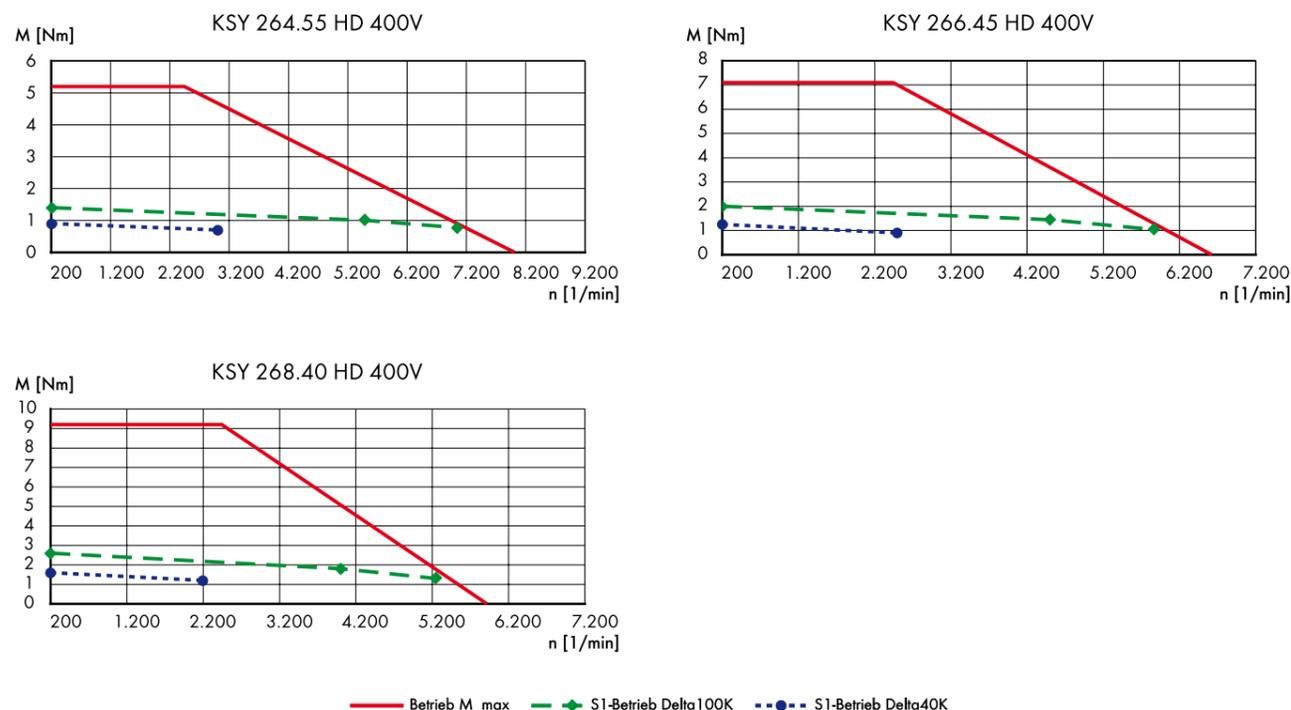 KSY 264.55 HD 400V
M [Nm]
6
5
4
3
2
1
0
200 1.200 2.200 3.200 4.200 5.200 6.200 7.200 8.200 9.200
n [1/min]
KSY 266.45 HD 400V
M [Nm]
8
7
6
5
4
3
2
1
0
200 1.200 2.200 3.200 4.200 5.200 6.200 7.200
n [1/min]
KSY 268.40 HD 400V
M [Nm]
10
9
8
7
6
5
4
3
2
1
0
200 1.200 2.200 3.200 4.200 5.200 6.200 7.200
n [1/min]
Betrieb M_max S1-Betrieb Delta100K S1-Betrieb Delta40K